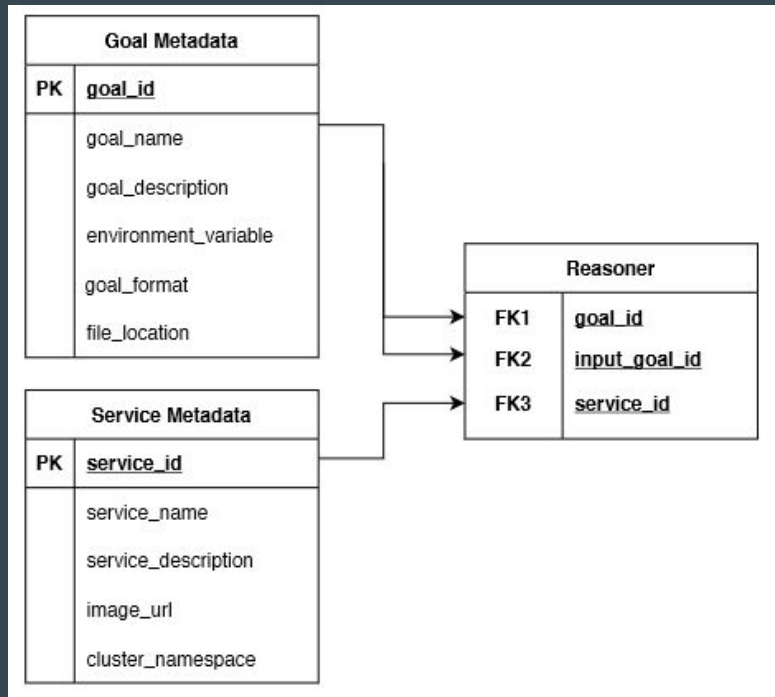 Goal Metadata
PK goal_id
goal_name
goal_description
environment_variable
goal_format
file_location
Service Metadata
PK service_id
service_name
service_description
image_url
cluster_namespace
Reasoner
FK1 goal_id
FK2 input_goal_id
FK3 service_id